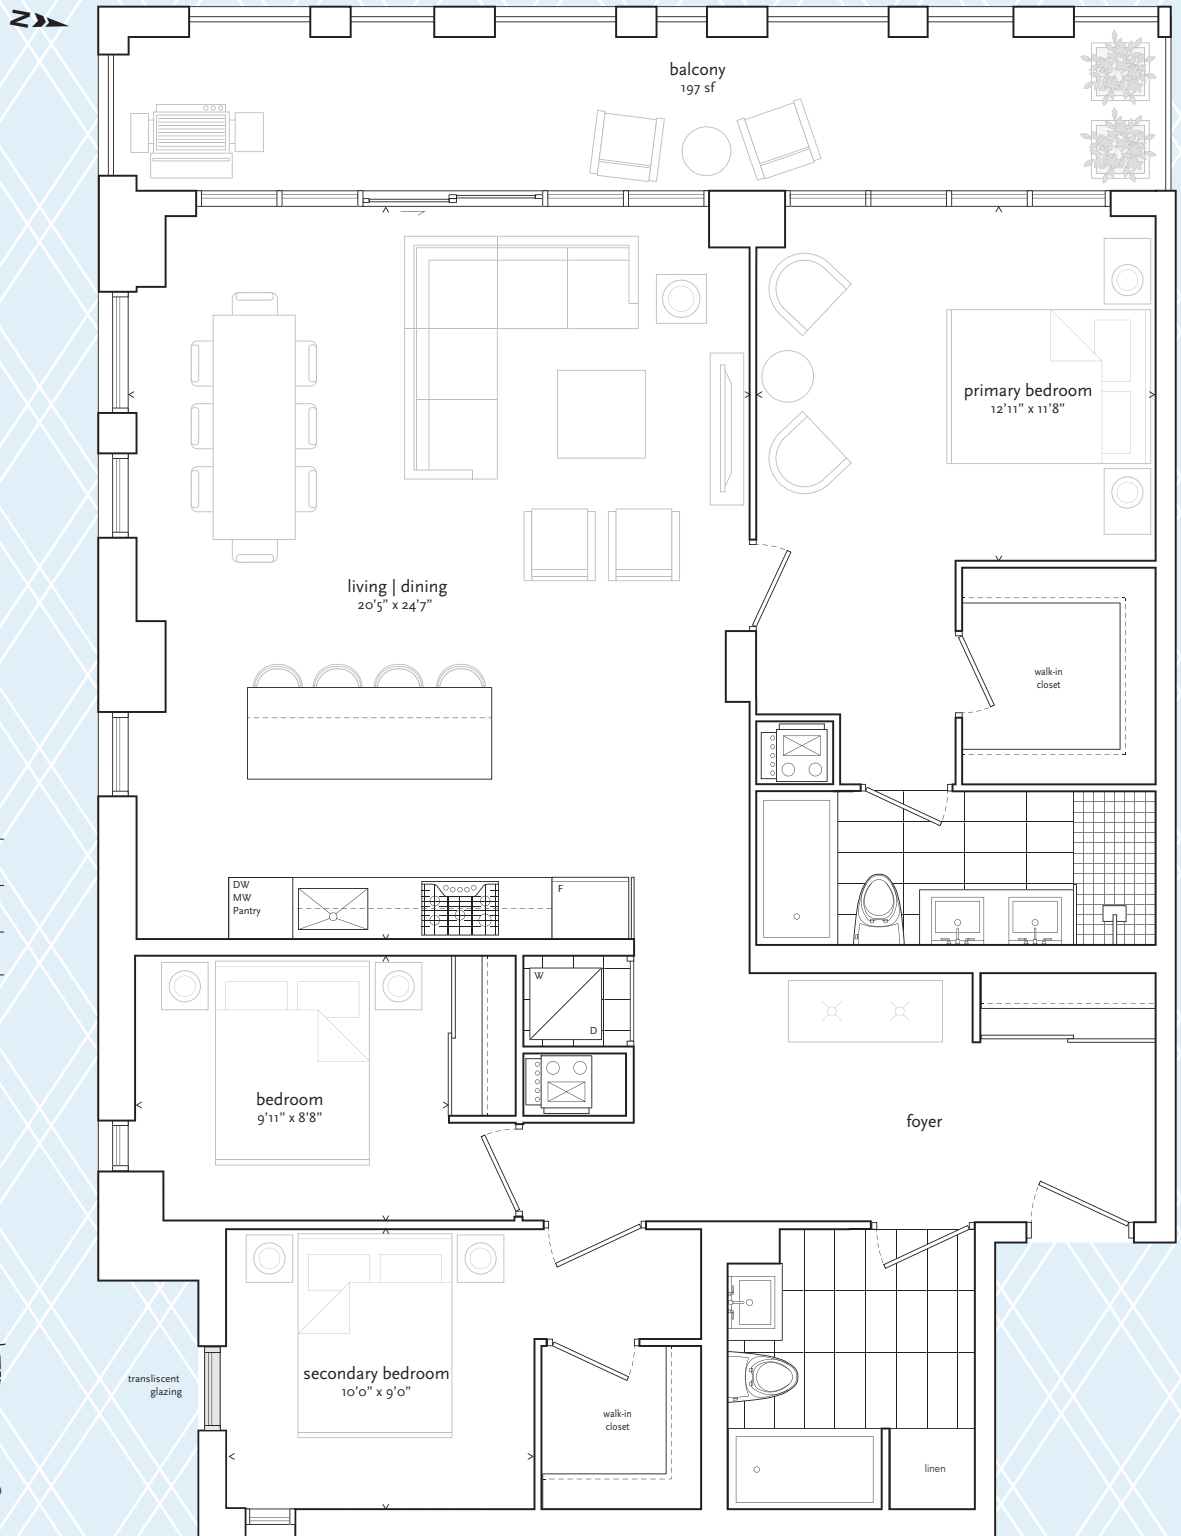 N
balcony
197 sf
primary bedroom
12'11" x 11'8"
living | dining
20'5" x 24'7"
walk-in
closet
DW
MW
Pantry
F
W
D
bedroom
9'11" x 8'8"
foyer
secondary bedroom
10'0" x 9'0"
transliscent
glazing
walk-in
closet
linen